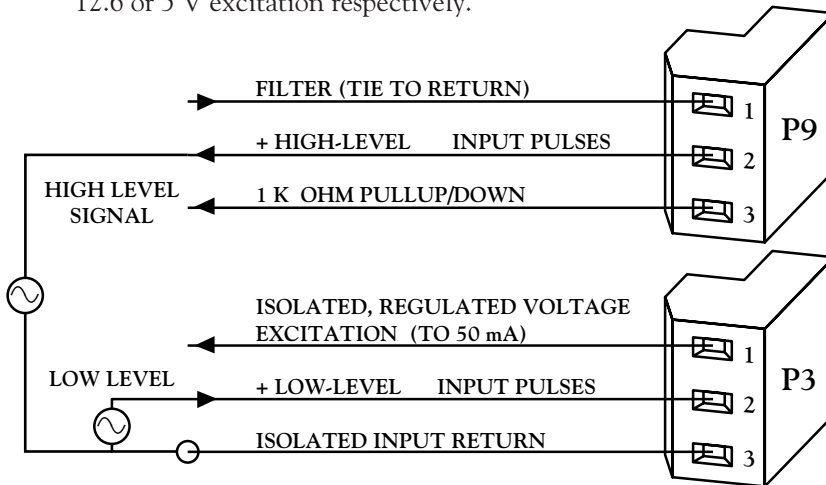 12.6 or 5 V excitation respectively.
FILTER (TIE TO RETURN)
1
+ HIGH-LEVEL INPUT PULSES
2
P9
HIGH LEVEL
SIGNAL
1 K OHM PULLUP/DOWN
3
ISOLATED, REGULATED VOLTAGE
EXCITATION (TO 50 mA)
1
LOW LEVEL
+ LOW-LEVEL INPUT PULSES
2
P3
ISOLATED INPUT RETURN
3